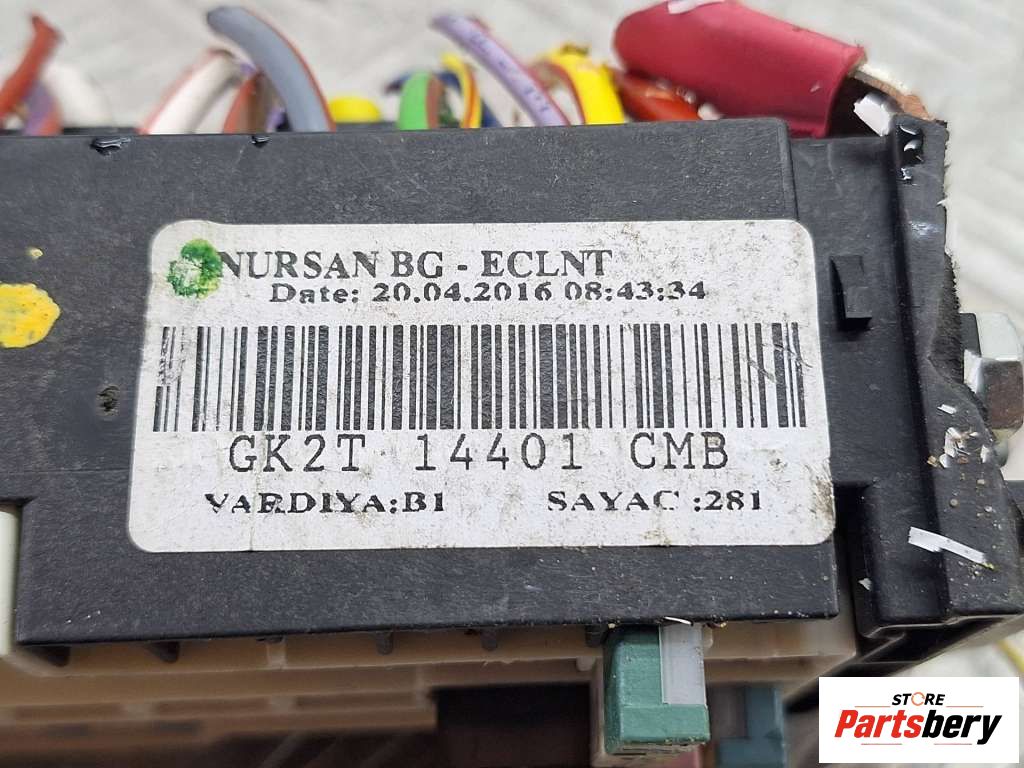 NURSAN BG - ECLNT
Date: 20.04.2016 08:43:34
GK2T 14401 CMB
VARDIYA:B1 SAYAC :281
STORE
Partsbery